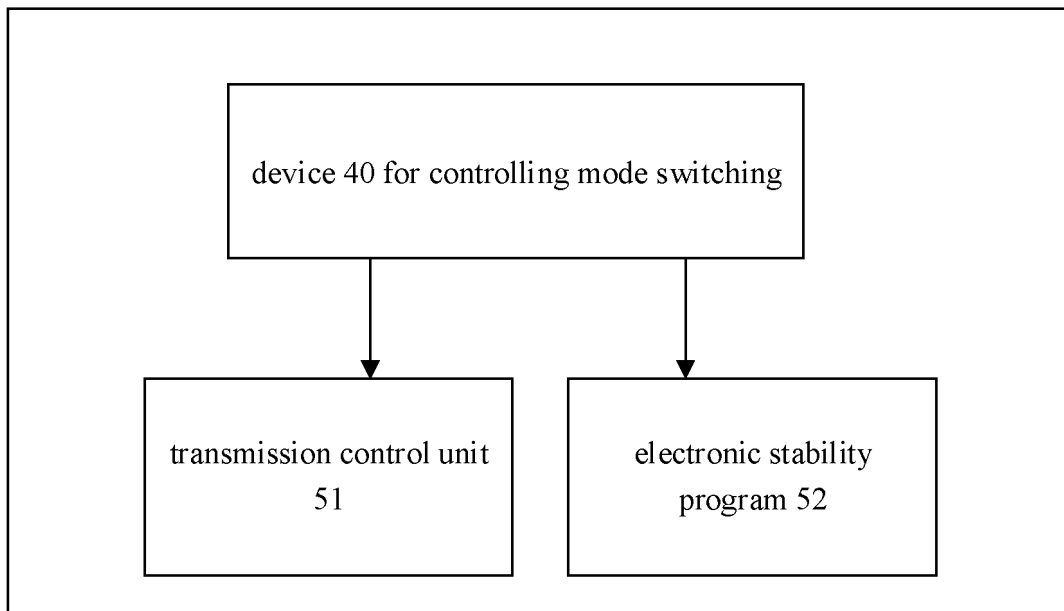 device 40 for controlling mode switching
transmission control unit
51
electronic stability
program 52